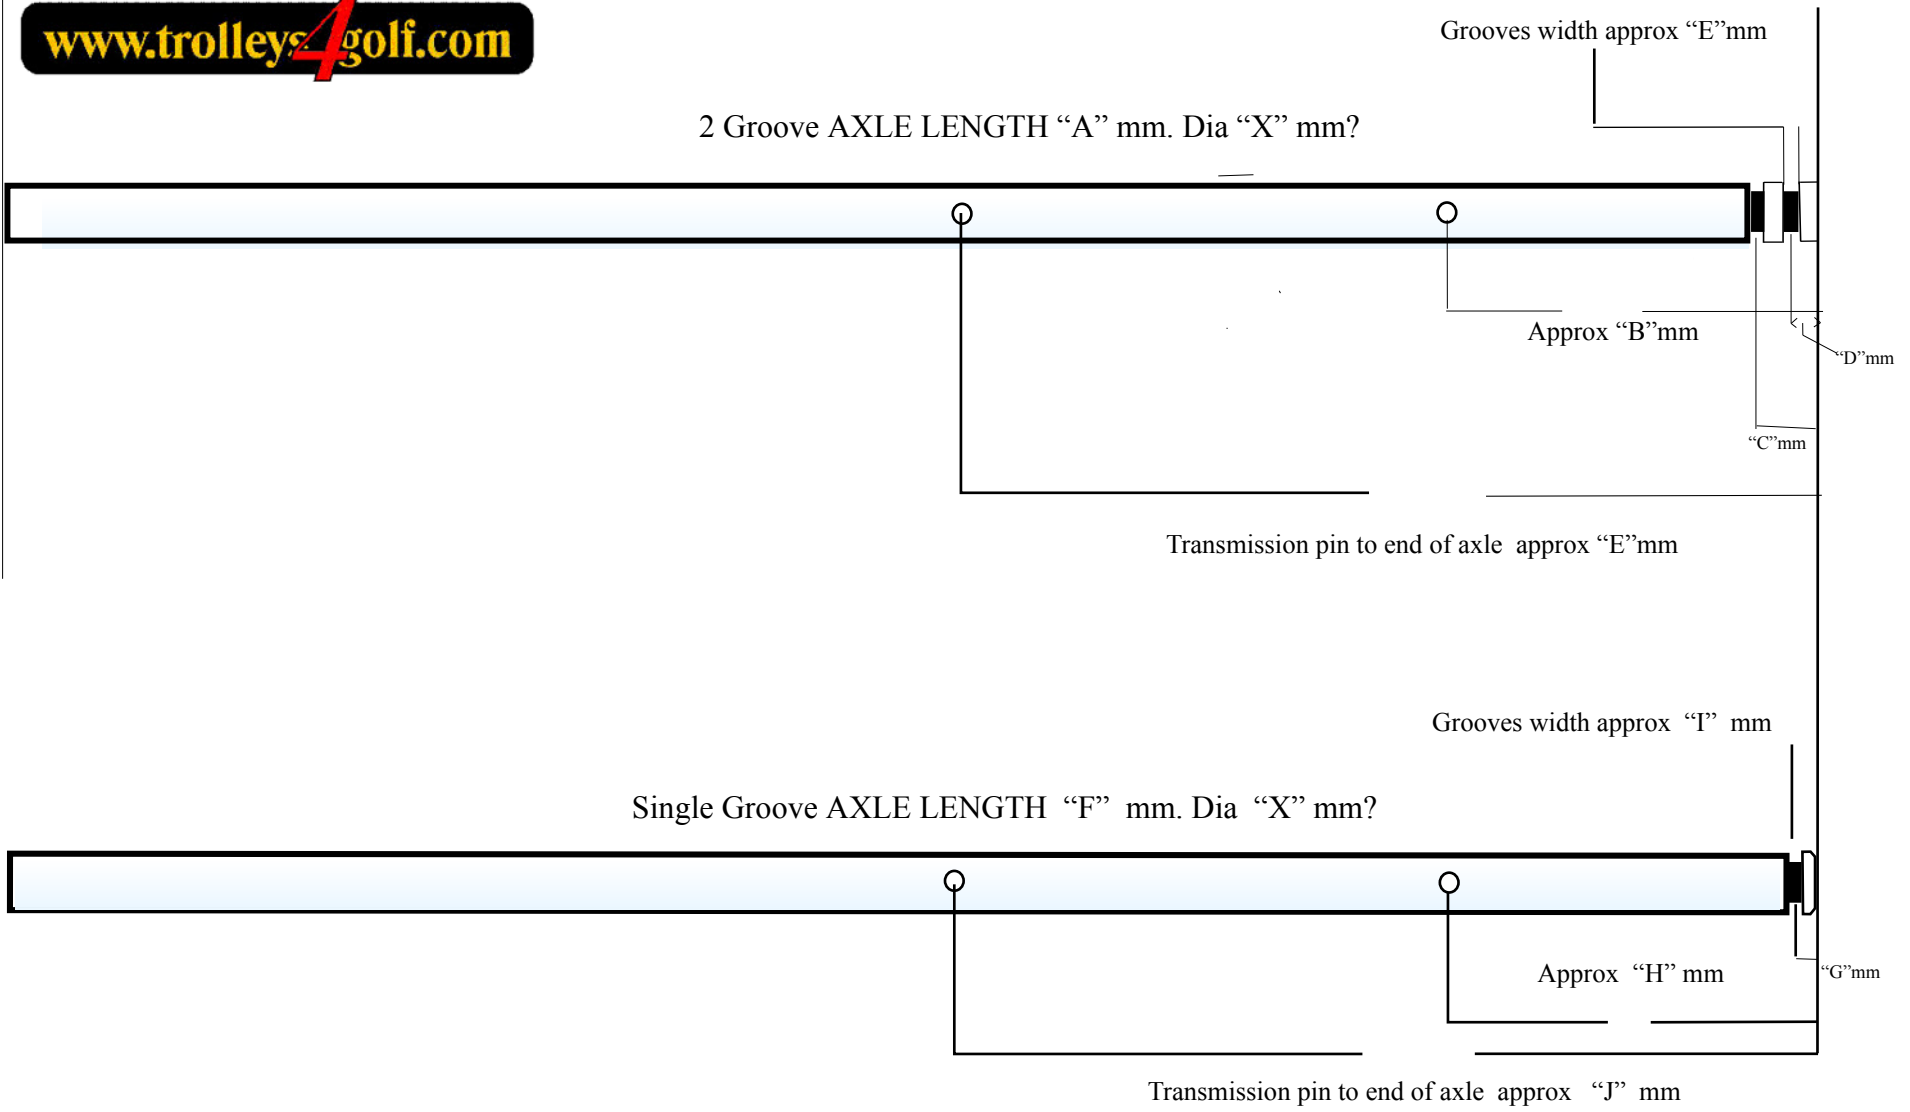 www.trolleys4golf.com
Grooves width approx “E”mm
2 Groove AXLE LENGTH “A” mm. Dia “X” mm?
Approx “B”mm
“D”mm
“C”mm
Transmission pin to end of axle approx “E”mm
Grooves width approx “I” mm
Single Groove AXLE LENGTH “F” mm. Dia “X” mm?
Approx “H” mm
“G”mm
Transmission pin to end of axle approx “J” mm